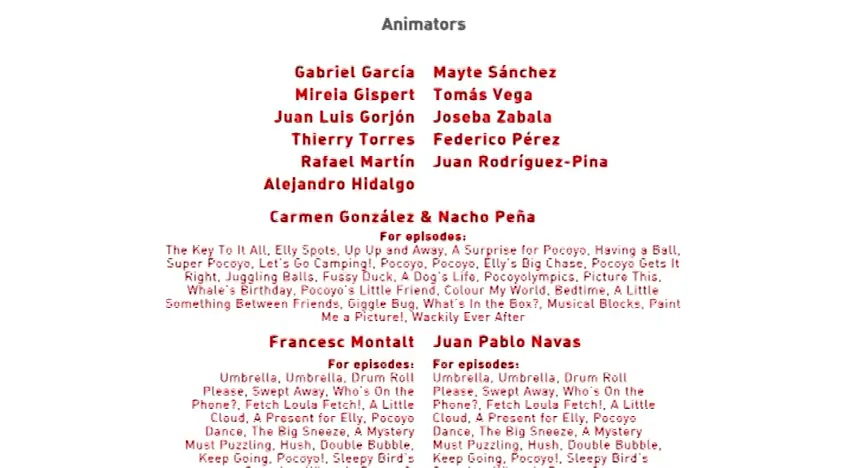 Animators
Gabriel García Mayte Sánchez
Mireia Gispert Tomás Vega
Juan Luis Gorjón Joseba Zabala
Thierry Torres Federico Pérez
Rafael Martín Juan Rodríguez-Pina
Alejandro Hidalgo
Carmen González & Nacho Peña
For episodes:
The Key To It All, Elly Spots, Up Up and Away, A Surprise for Pocoyo, Having a Ball,
Super Pocoyo, Let's Go Camping!, Pocoyo, Pocoyo, Elly's Big Chase, Pocoyo Gets It
Right, Juggling Balls, Fussy Duck, A Dog's Life, Pocoyolympics, Picture This,
Whale's Birthday, Pocoyo's Little Friend, Colour My World, Bedtime, A Little
Something Between Friends, Giggle Bug, What's In the Box?, Musical Blocks, Paint
Me a Picture!, Wackily Ever After
Francesc Montalt
For episodes:
Umbrella, Umbrella, Drum Roll
Please, Swept Away, Who's On the
Phone?, Fetch Loula Fetch!, A Little
Cloud, A Present for Elly, Pocoyo
Dance, The Big Sneeze, A Mystery
Must Puzzling, Hush, Double Bubble,
Keep Going, Pocoyo!, Sleepy Bird's
Juan Pablo Navas
For episodes:
Umbrella, Umbrella, Drum Roll
Please, Swept Away, Who's On the
Phone?, Fetch Loula Fetch!, A Little
Cloud, A Present for Elly, Pocoyo
Dance, The Big Sneeze, A Mystery
Must Puzzling, Hush, Double Bubble,
Keep Going, Pocoyo!, Sleepy Bird's